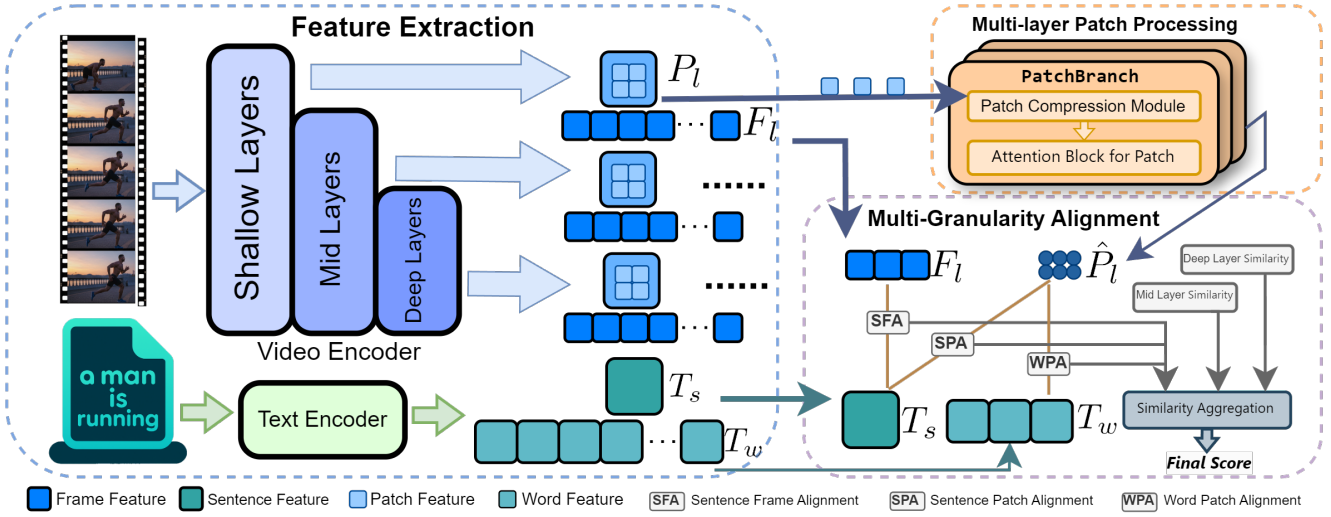 Feature Extraction
Shallow Layers
Mid Layers
Deep Layers
Video Encoder
a man
is
running
Text Encoder
P_l
F_l
......
......
T_s
T_w
Multi-layer Patch Processing
PatchBranch
Patch Compression Module
Attention Block for Patch
Multi-Granularity Alignment
F_l
\hat{P}_l
Deep Layer Similarity
Mid Layer Similarity
SFA
SPA
WPA
T_s
T_w
Similarity Aggregation
Final Score
Frame Feature
Sentence Feature
Patch Feature
Word Feature
SFA Sentence Frame Alignment
SPA Sentence Patch Alignment
WPA Word Patch Alignment